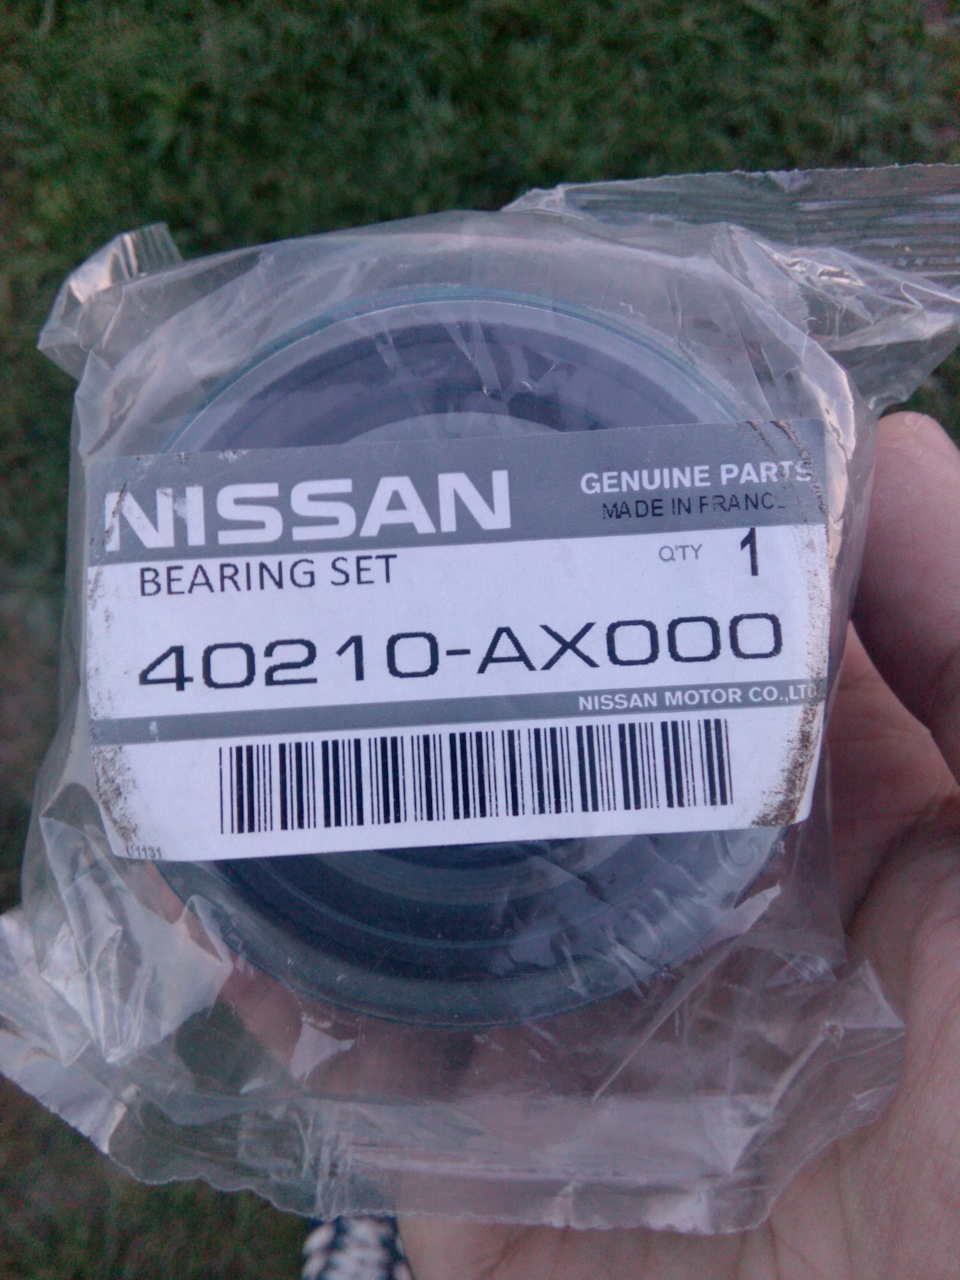 NISSAN
GENUINE PARTS
MADE IN FRANCE
BEARING SET
Q'TY 1
40210-AX000
NISSAN MOTOR CO.,LTD